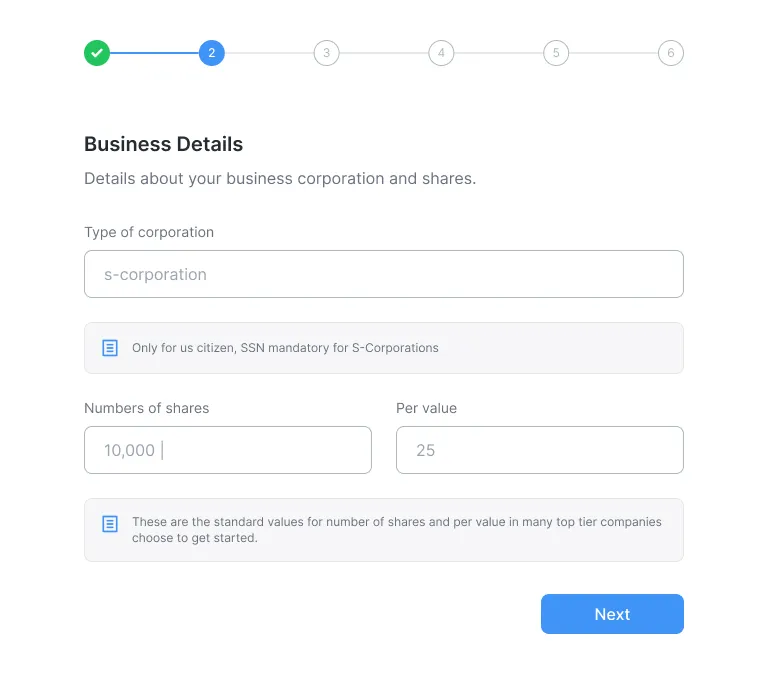 2
3
4
5
6
Business Details
Details about your business corporation and shares.
Type of corporation
s-corporation
Only for us citizen, SSN mandatory for S-Corporations
Numbers of shares
Per value
10,000
25
These are the standard values for number of shares and per value in many top tier companies
choose to get started.
Next